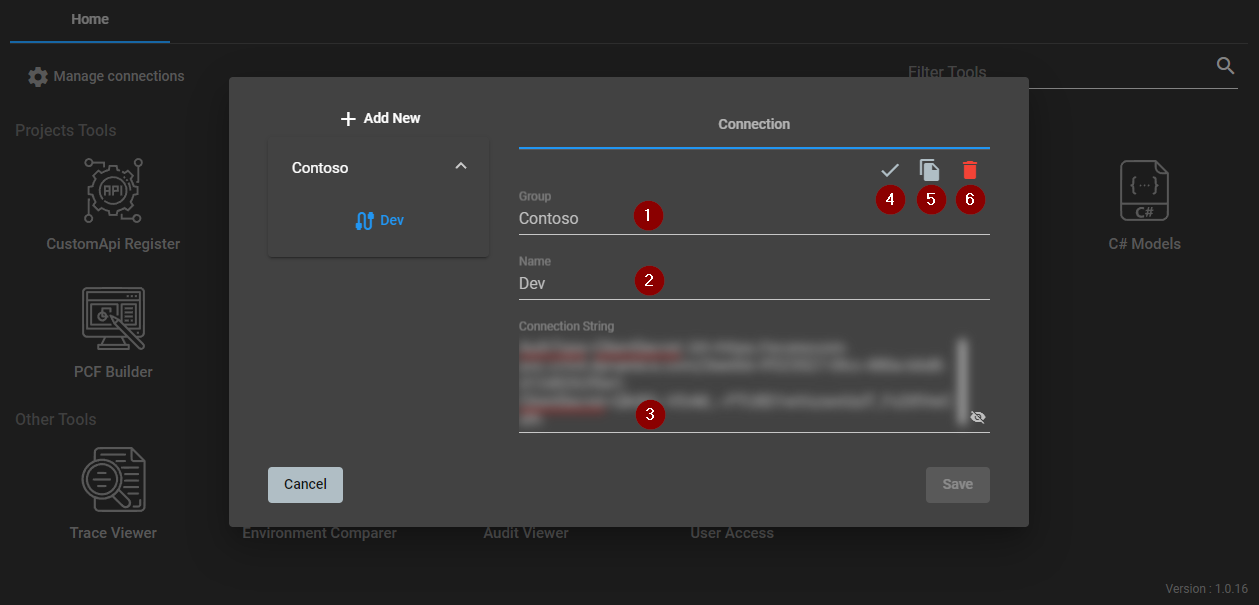 Home
Manage connections
Filter Tools
Projects Tools
API
CustomApi Register
PCF Builder
Other Tools
Trace Viewer
Add New
Contoso
Dev
Connection
4
5
6
Group
Contoso
1
Name
Dev
2
Connection String
3
Cancel
Save
{...}
C#
C# Models
Environment Comparer
Audit Viewer
User Access
Version : 1.0.16